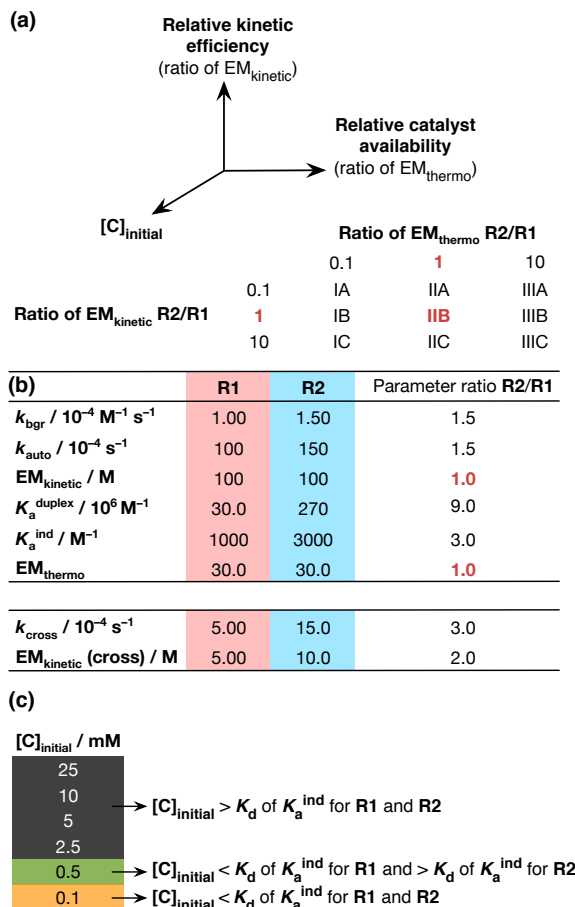 (a)
Relative kinetic
efficiency
(ratio of EMkinetic)
Relative catalyst
availability
(ratio of EMthermo)
[C]initial
Ratio of EMthermo R2/R1
0.1 1 10
Ratio of EMkinetic R2/R1
0.1 IA IIA IIIA
1 IB IIB IIIB
10 IC IIC IIIC
(b)
R1 R2 Parameter ratio R2/R1
kbgr / 10⁻⁴ M⁻¹ s⁻¹ 1.00 1.50 1.5
kauto / 10⁻⁴ s⁻¹ 100 150 1.5
EMkinetic / M 100 100 1.0
Kaduplex / 10⁶ M⁻¹ 30.0 270 9.0
Kaind / M⁻¹ 1000 3000 3.0
EMthermo 30.0 30.0 1.0
kcross / 10⁻⁴ s⁻¹ 5.00 15.0 3.0
EMkinetic (cross) / M 5.00 10.0 2.0
(c)
[C]initial / mM
25
10
[C]initial > Kd of Kaind for R1 and R2
5
2.5
0.5 [C]initial < Kd of Kaind for R1 and > Kd of Kaind for R2
0.1 [C]initial < Kd of Kaind for R1 and R2